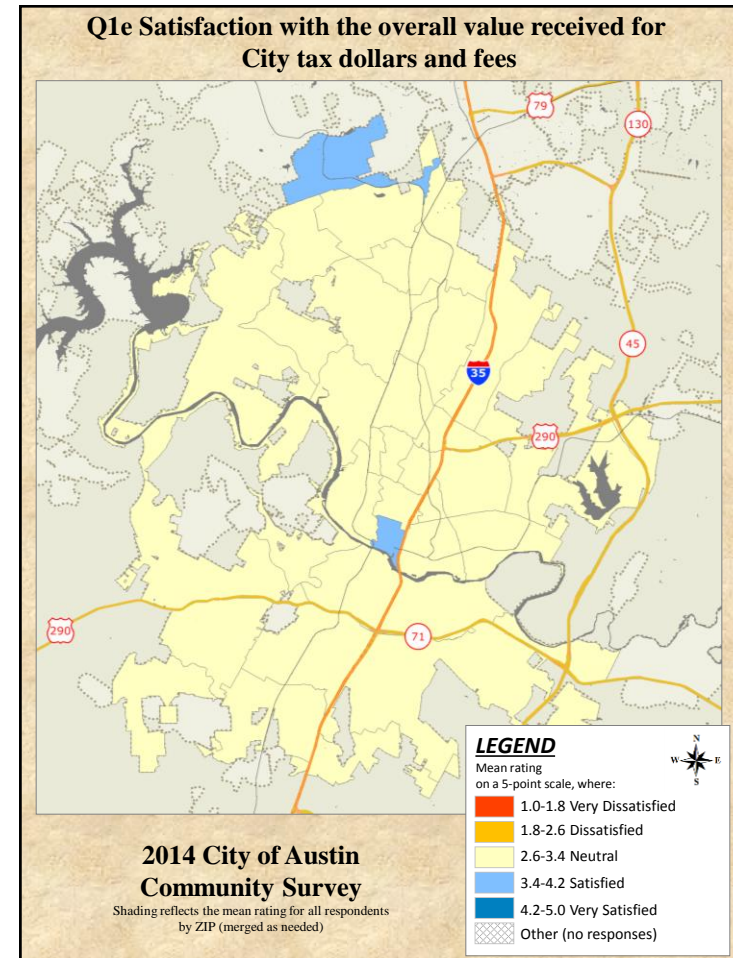 Q1e Satisfaction with the overall value received for
City tax dollars and fees
79
130
45
35
290
290
71
LEGEND
Mean rating
on a 5-point scale, where:
N
W E
S
1.0-1.8 Very Dissatisfied
1.8-2.6 Dissatisfied
2.6-3.4 Neutral
3.4-4.2 Satisfied
4.2-5.0 Very Satisfied
Other (no responses)
2014 City of Austin
Community Survey
Shading reflects the mean rating for all respondents
by ZIP (merged as needed)